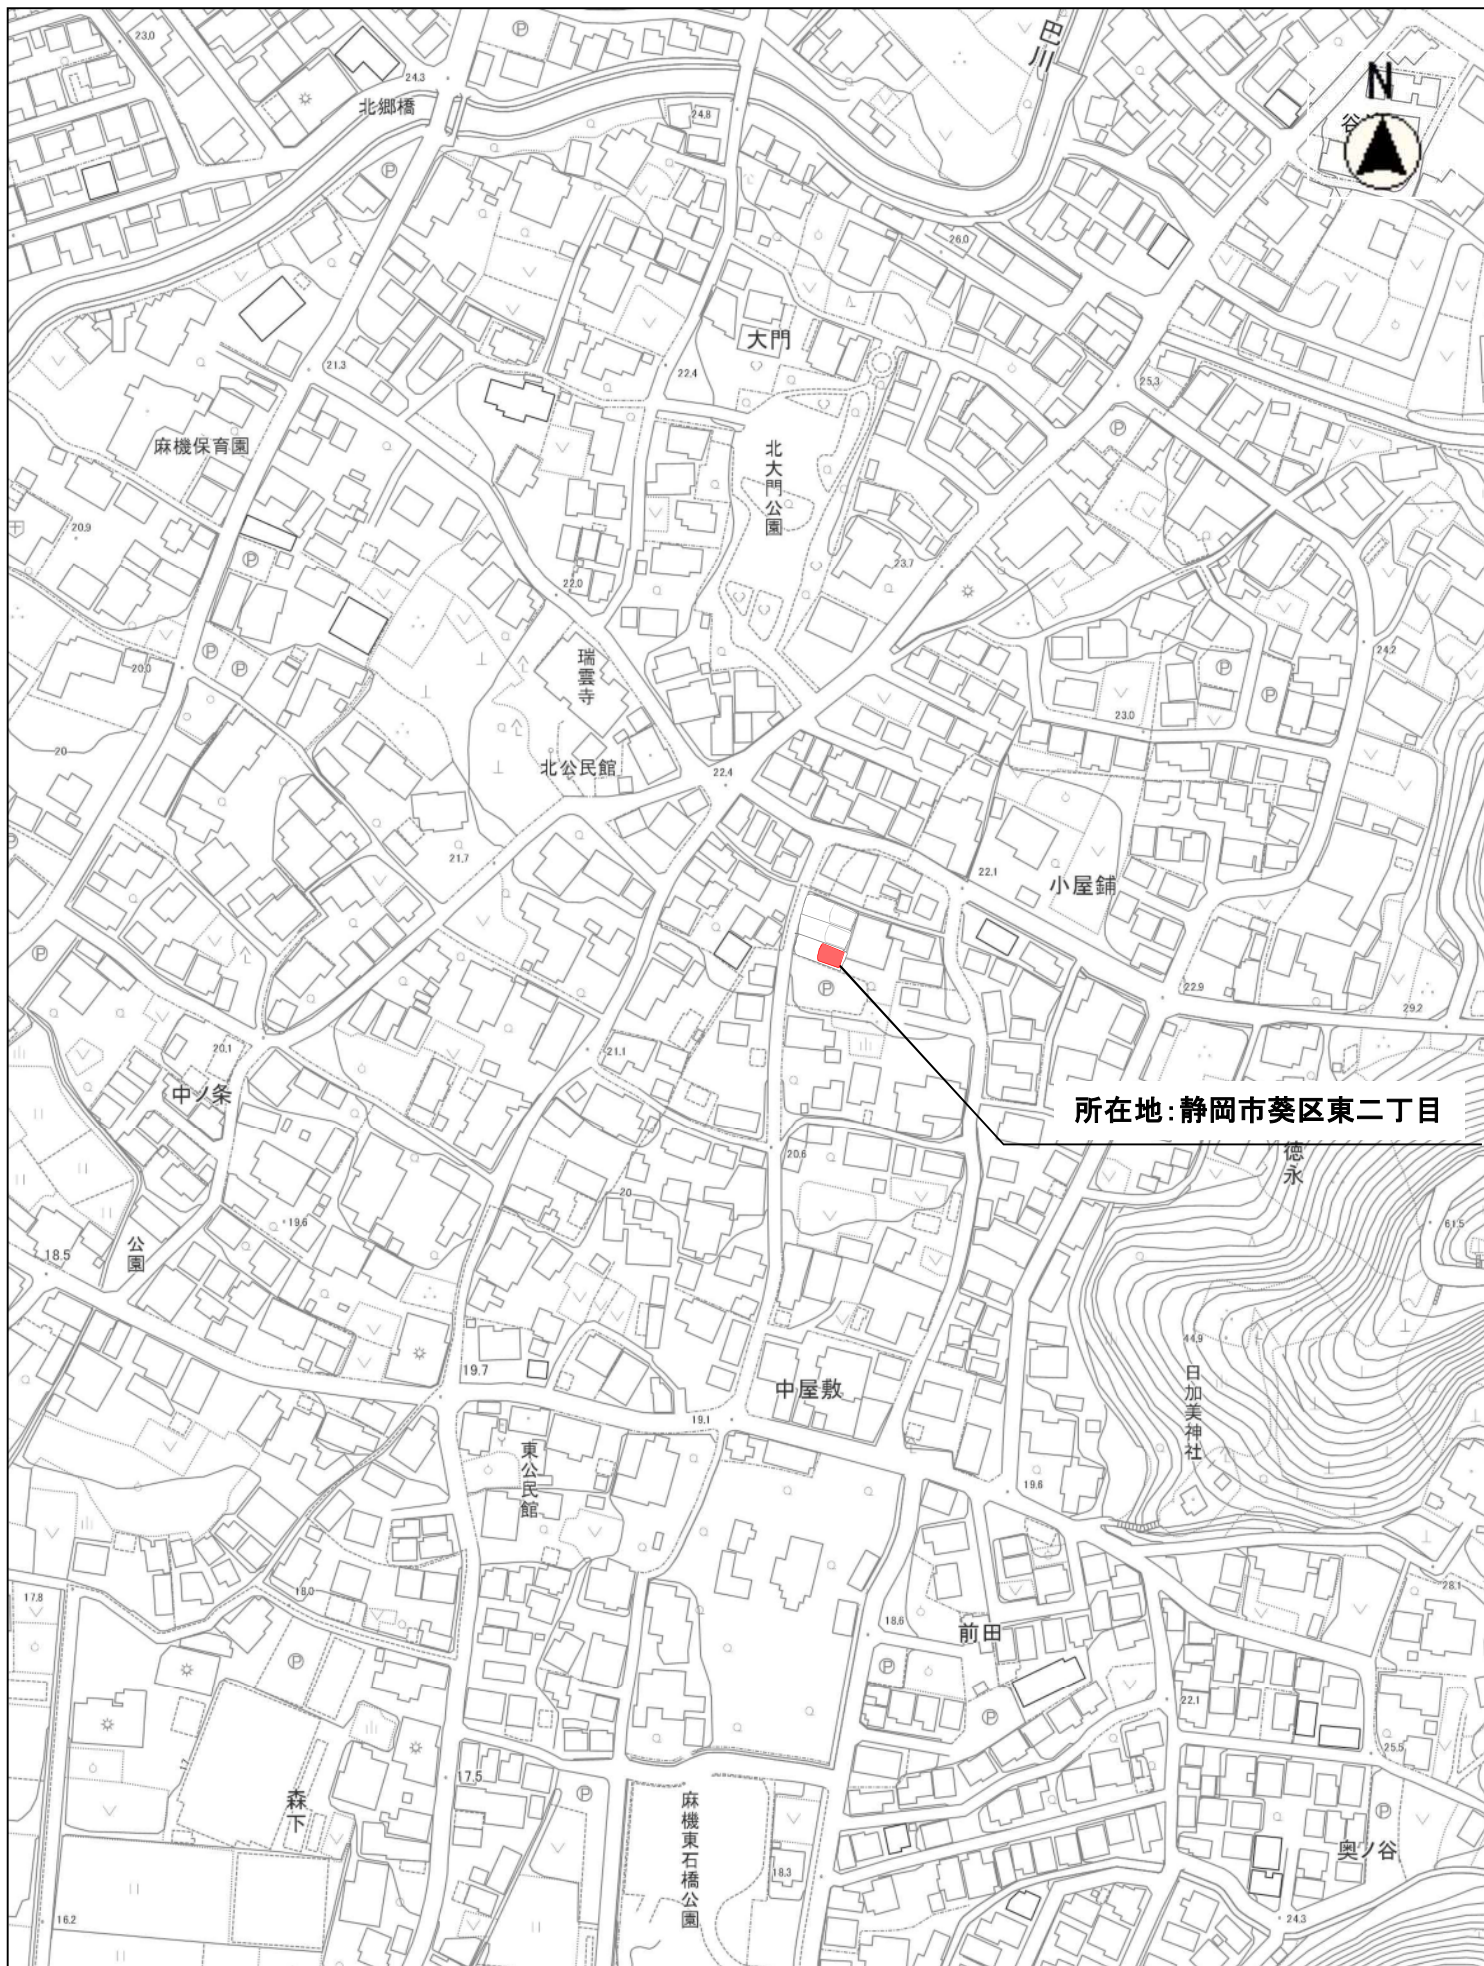 23.0
Ⓟ
巴川
24.3
北郷橋
N
谷
24.8
Ⓟ
26.0
大門
21.3
22.4
25.3
麻機保育園
北大門公園
Ⓟ
20.9
Ⓟ
23.7
22.0
瑞雲寺
24.2
20.0
Ⓟ
Ⓟ
Ⓟ
Ⓟ
23.0
20
北公民館
22.4
Ⓟ
21.7
22.1
小屋鋪
Ⓟ
Ⓟ
22.9
29.2
20.1
21.1
中ノ条
所在地:静岡市葵区東二丁目
徳永
20.6
20
19.6
61.5
公園
18.5
44.9
19.7
日加美神社
中屋敷
19.1
東公民館
19.6
28.1
17.8
18.0
18.6
前田
Ⓟ
Ⓟ
22.1
Ⓟ
25.5
17.5
Ⓟ
森下
麻機東石橋公園
Ⓟ
奥ノ谷
18.3
16.2
24.3